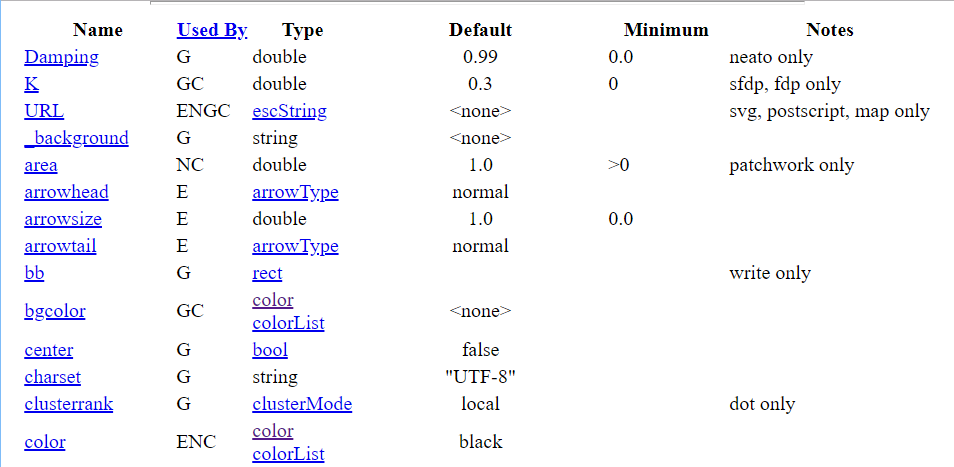 Name Used By Type Default Minimum Notes
Damping G double 0.99 0.0 neato only
K GC double 0.3 0 sfdp, fdp only
URL ENGC escString <none> svg, postscript, map only
_background G string <none>
area NC double 1.0 >0 patchwork only
arrowhead E arrowType normal
arrowsize E double 1.0 0.0
arrowtail E arrowType normal
bb G rect write only
bgcolor GC color <none>
colorList
center G bool false
charset G string "UTF-8"
clusterrank G clusterMode local dot only
color ENC color black
colorList